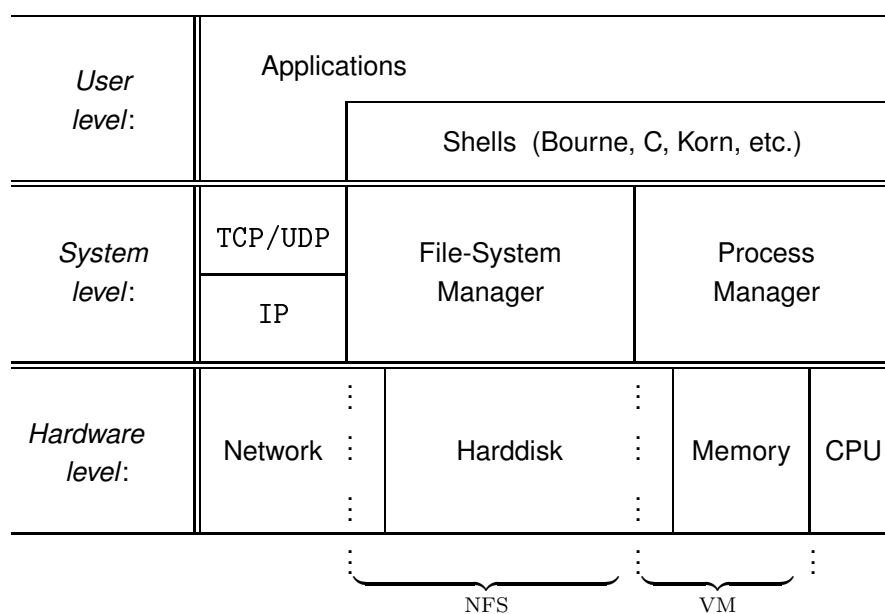 User
level:
Applications
Shells (Bourne, C, Korn, etc.)
System
level:
TCP/UDP
IP
File-System
Manager
Process
Manager
Hardware
level:
Network
Harddisk
Memory
CPU
NFS
VM